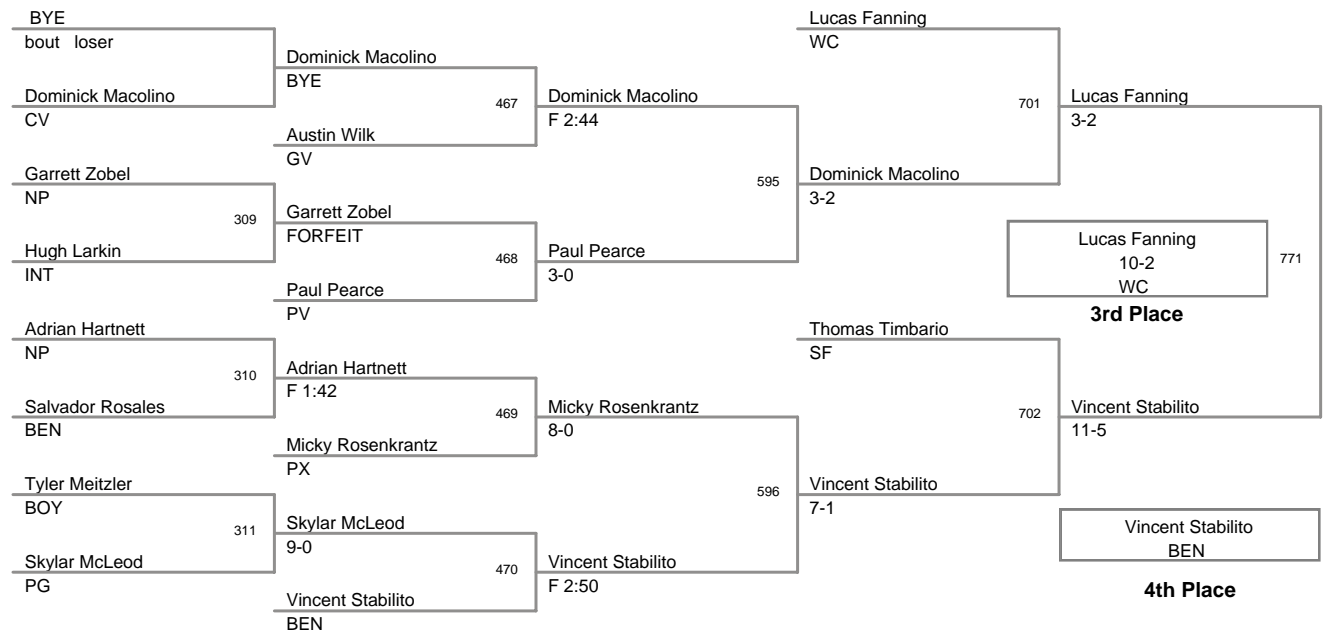 BYE
bout loser
Dominick Macolino
CV
Garrett Zobel
NP
309
Hugh Larkin
INT
Adrian Hartnett
NP
310
Salvador Rosales
BEN
Tyler Meitzler
BOY
311
Skylar McLeod
PG
Dominick Macolino
BYE
467
Austin Wilk
GV
Garrett Zobel
FORFEIT
468
Paul Pearce
PV
Adrian Hartnett
F 1:42
469
Micky Rosenkrantz
PX
Skylar McLeod
9-0
470
Vincent Stabilito
BEN
Dominick Macolino
F 2:44
595
Paul Pearce
3-0
Micky Rosenkrantz
8-0
596
Vincent Stabilito
F 2:50
Lucas Fanning
WC
701
Dominick Macolino
3-2
Thomas Timbario
SF
702
Vincent Stabilito
7-1
Lucas Fanning
3-2
771
Vincent Stabilito
11-5
Lucas Fanning
10-2
WC
3rd Place
Vincent Stabilito
BEN
4th Place